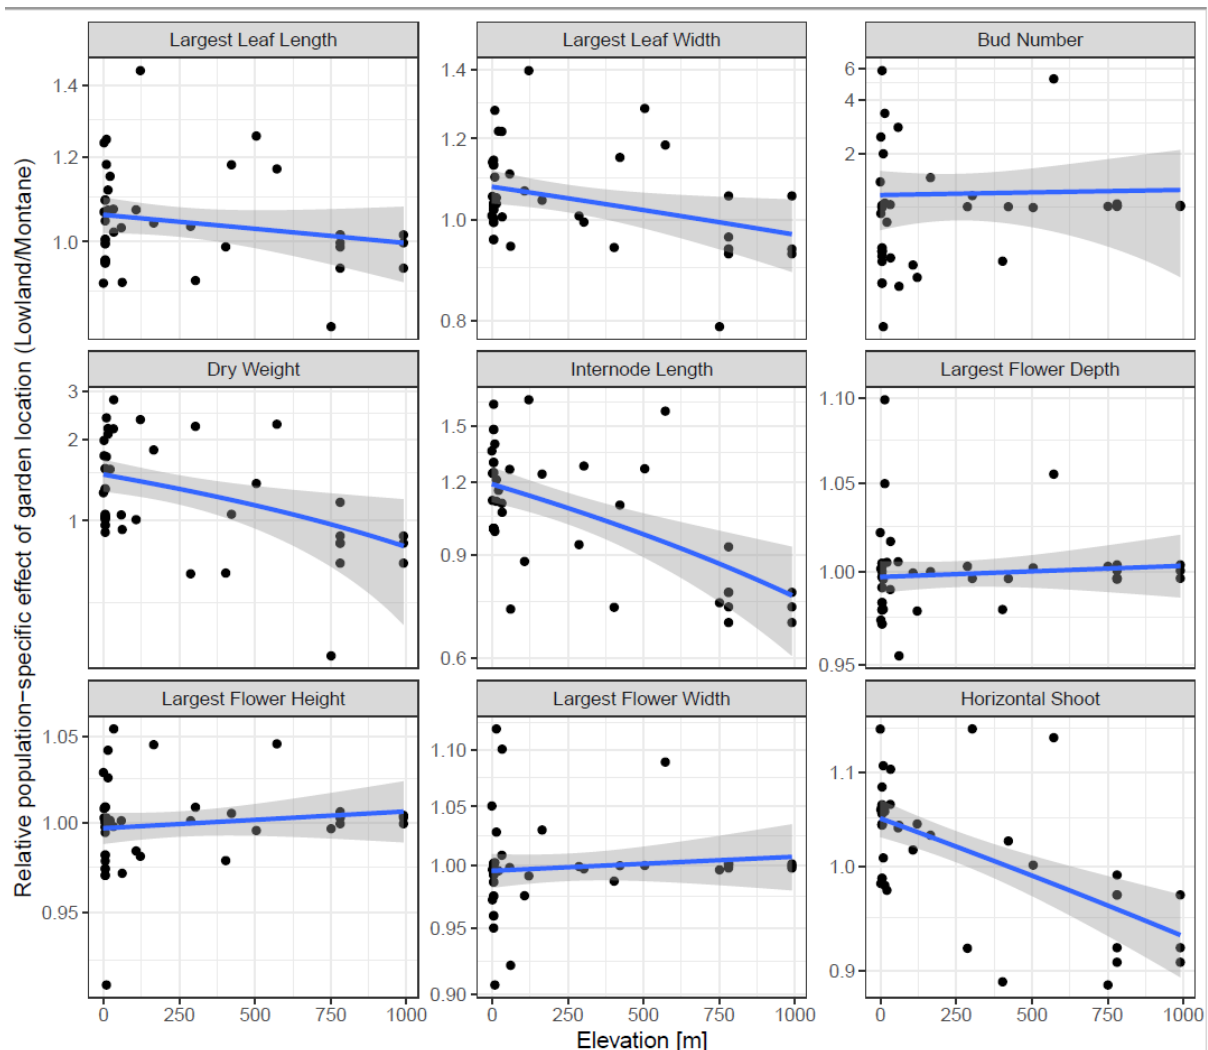 Relative population−specific effect of garden location (Lowland/Montane)
Largest Leaf Length
1.4
1.2
1.0
Largest Leaf Width
1.4
1.2
1.0
0.8
Bud Number
6
4
2
1
Dry Weight
3
2
1
Internode Length
1.5
1.2
0.9
0.6
Largest Flower Depth
1.10
1.05
1.00
0.95
Largest Flower Height
1.05
1.00
0.95
Largest Flower Width
1.10
1.05
1.00
0.95
0.90
Horizontal Shoot
1.1
1.0
0.9
0 250 500 750 1000
0 250 500 750 1000
0 250 500 750 1000
Elevation [m]